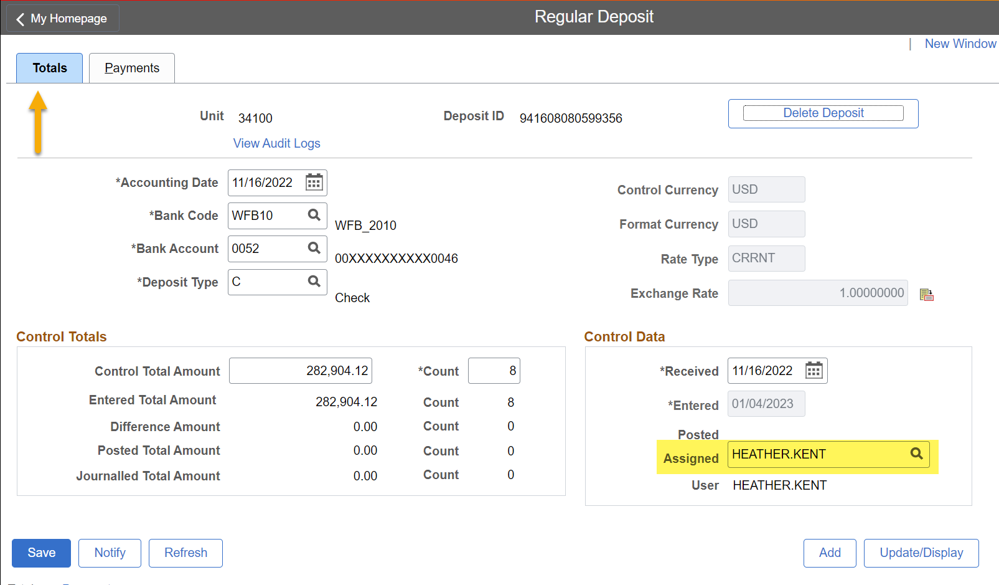 My Homepage
Regular Deposit
New Window
Totals
Payments
Unit 34100
Deposit ID 941608080599356
Delete Deposit
View Audit Logs
*Accounting Date 11/16/2022
*Bank Code WFB10 WFB_2010
*Bank Account 0052 00XXXXXXXXXX0046
*Deposit Type C Check
Control Currency USD
Format Currency USD
Rate Type CRRNT
Exchange Rate 1.00000000
Control Totals
Control Total Amount 282,904.12 *Count 8
Entered Total Amount 282,904.12 Count 8
Difference Amount 0.00 Count 0
Posted Total Amount 0.00 Count 0
Journalled Total Amount 0.00 Count 0
Control Data
*Received 11/16/2022
*Entered 01/04/2023
Posted
Assigned HEATHER.KENT
User HEATHER.KENT
Save
Notify
Refresh
Add
Update/Display